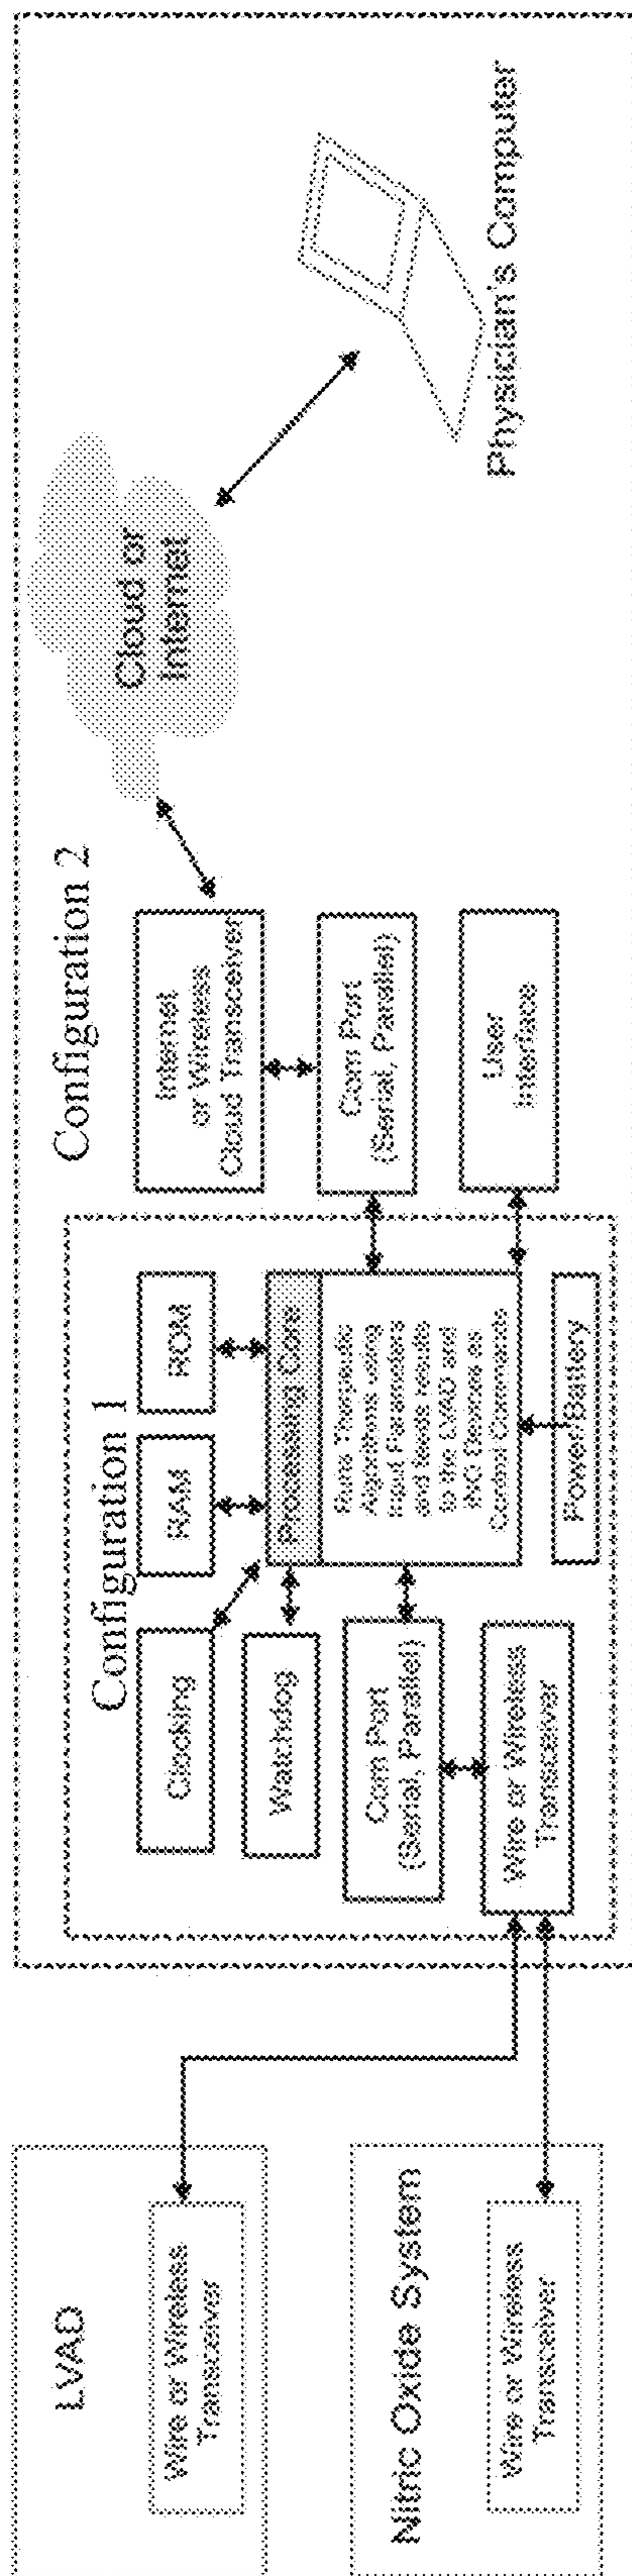 LVAD
Wire or Wireless
Transceiver
Nitric Oxide System
Wire or Wireless
Transceiver
Configuration 1
Clocking
RAM
ROM
Watchdog
Com Port
(Serial, Parallel)
Wire or Wireless
Transceiver
Processing Core
Runs Therapeutic
Algorithms using
Input Parameters
and feeds results
to the LVAD and
iNO Devices as
Control Commands
Power/Battery
Configuration 2
Internet
or Wireless
Cloud Transceiver
Com Port
(Serial, Parallel)
User
Interface
Cloud or
Internet
Physician's Computer